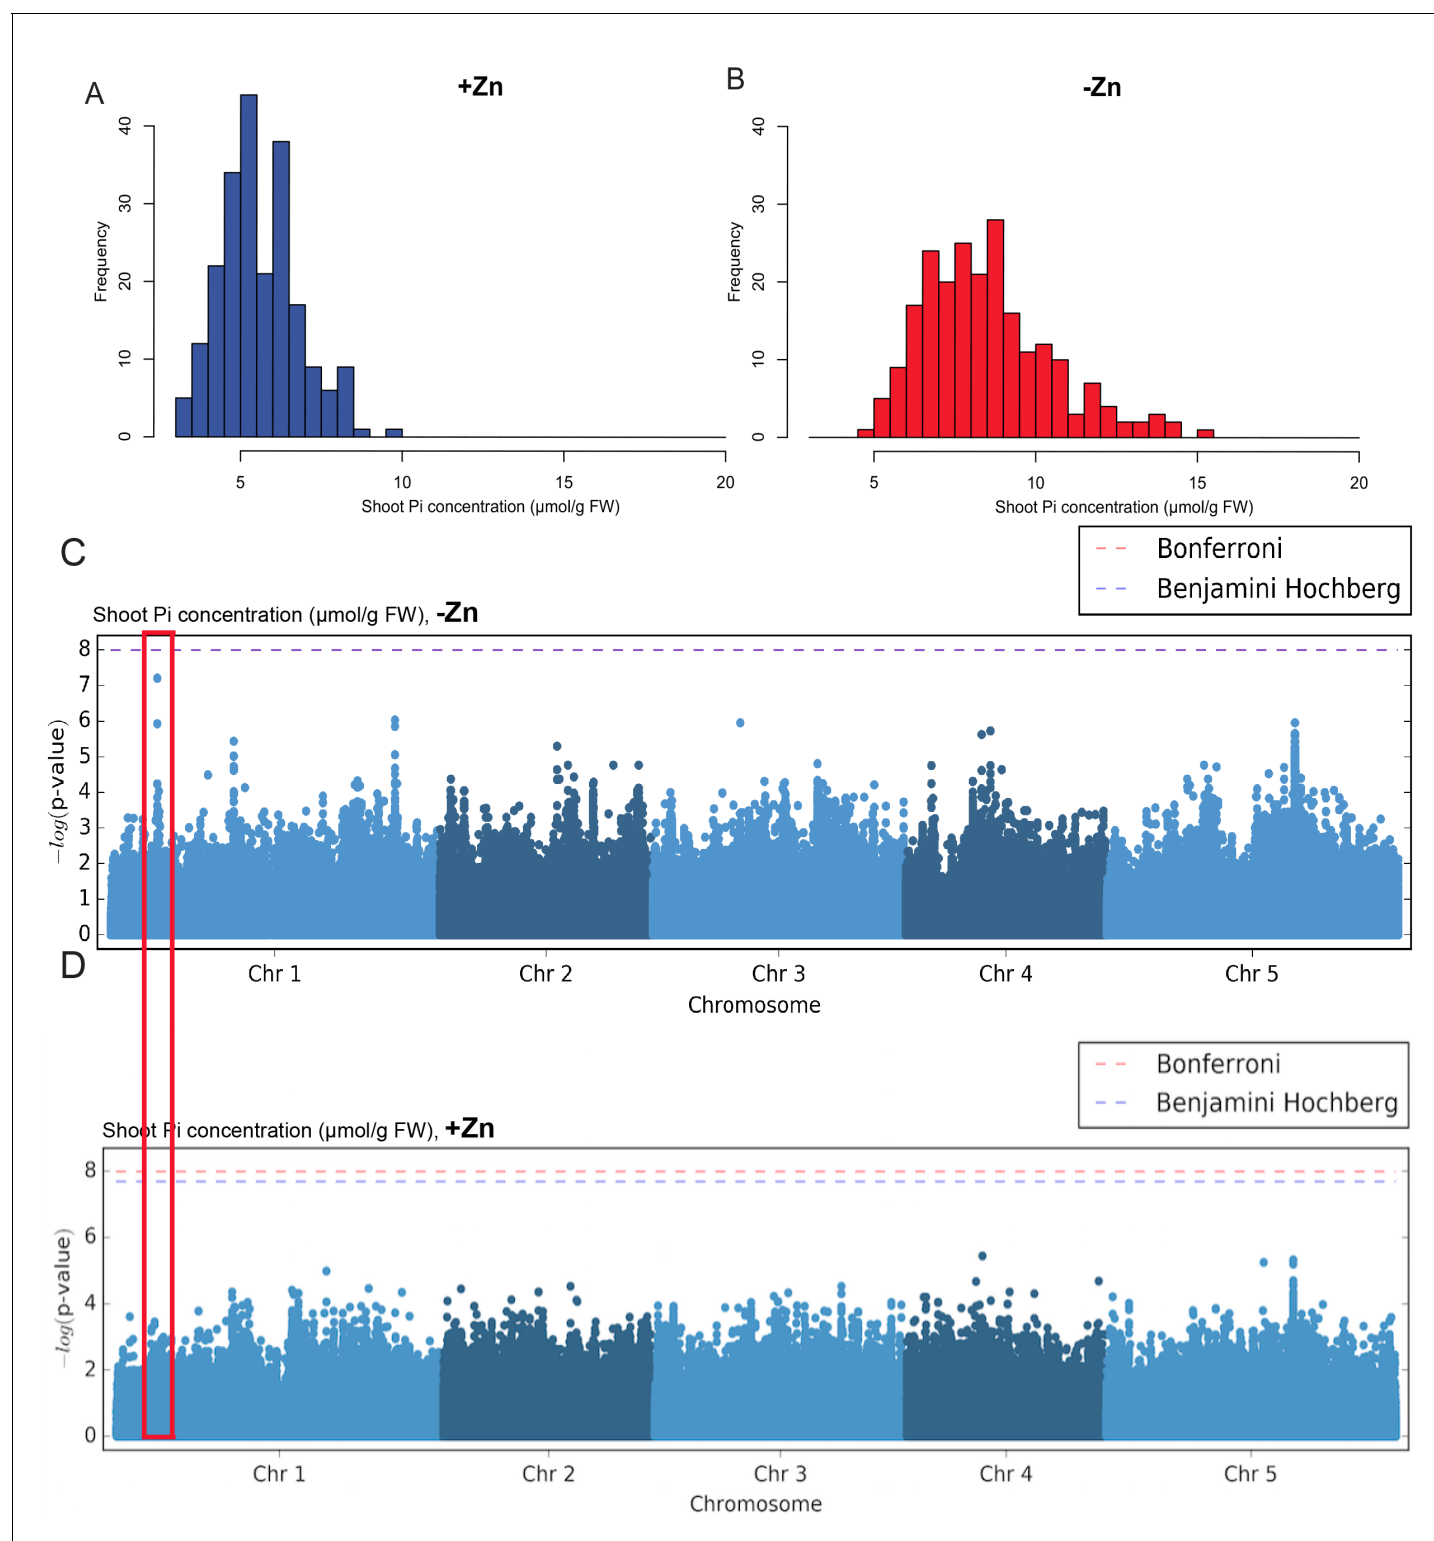 A
+Zn
B
-Zn
40
30
20
10
0
Frequency
5
10
15
20
Shoot Pi concentration (µmol/g FW)
40
30
20
10
0
Frequency
5
10
15
20
Shoot Pi concentration (µmol/g FW)
C
Bonferroni
Benjamini Hochberg
Shoot Pi concentration (µmol/g FW), -Zn
8
7
6
5
4
3
2
1
0
−log(p-value)
Chr 1
Chr 2
Chr 3
Chr 4
Chr 5
Chromosome
D
Bonferroni
Benjamini Hochberg
Shoot Pi concentration (µmol/g FW), +Zn
8
6
4
2
0
−log(p-value)
Chr 1
Chr 2
Chr 3
Chr 4
Chr 5
Chromosome